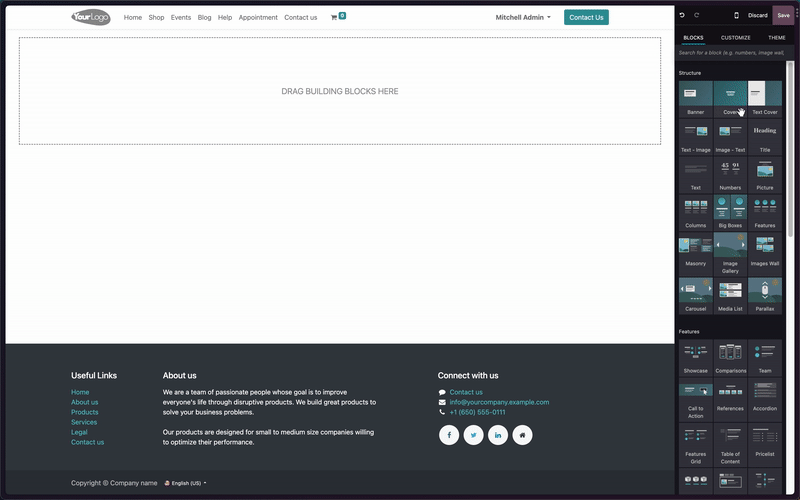 YourLogo
Home Shop Events Blog Help Appointment Contact us 9 Mitchell Admin Contact Us
Discard Save
BLOCKS CUSTOMIZE THEME
Search for a block (e.g. numbers, image wall,
DRAG BUILDING BLOCKS HERE
Structure
Banner Cover Text Cover
Heading
Text - Image Image - Text Title
Text Numbers Picture
Columns Big Boxes Features
Masonry Image Gallery Images Wall
Carousel Media List Parallax
Features
Showcase Comparisons Team
Call to Action References Accordion
Features Grid Table of Content Pricelist
Useful Links
Home
About us
Products
Services
Legal
Contact us
About us
We are a team of passionate people whose goal is to improve
everyone's life through disruptive products. We build great products to
solve your business problems.
Our products are designed for small to medium size companies willing
to optimize their performance.
Connect with us
Contact us
info@yourcompany.example.com
+1 (650) 555-0111
Copyright © Company name English (US)